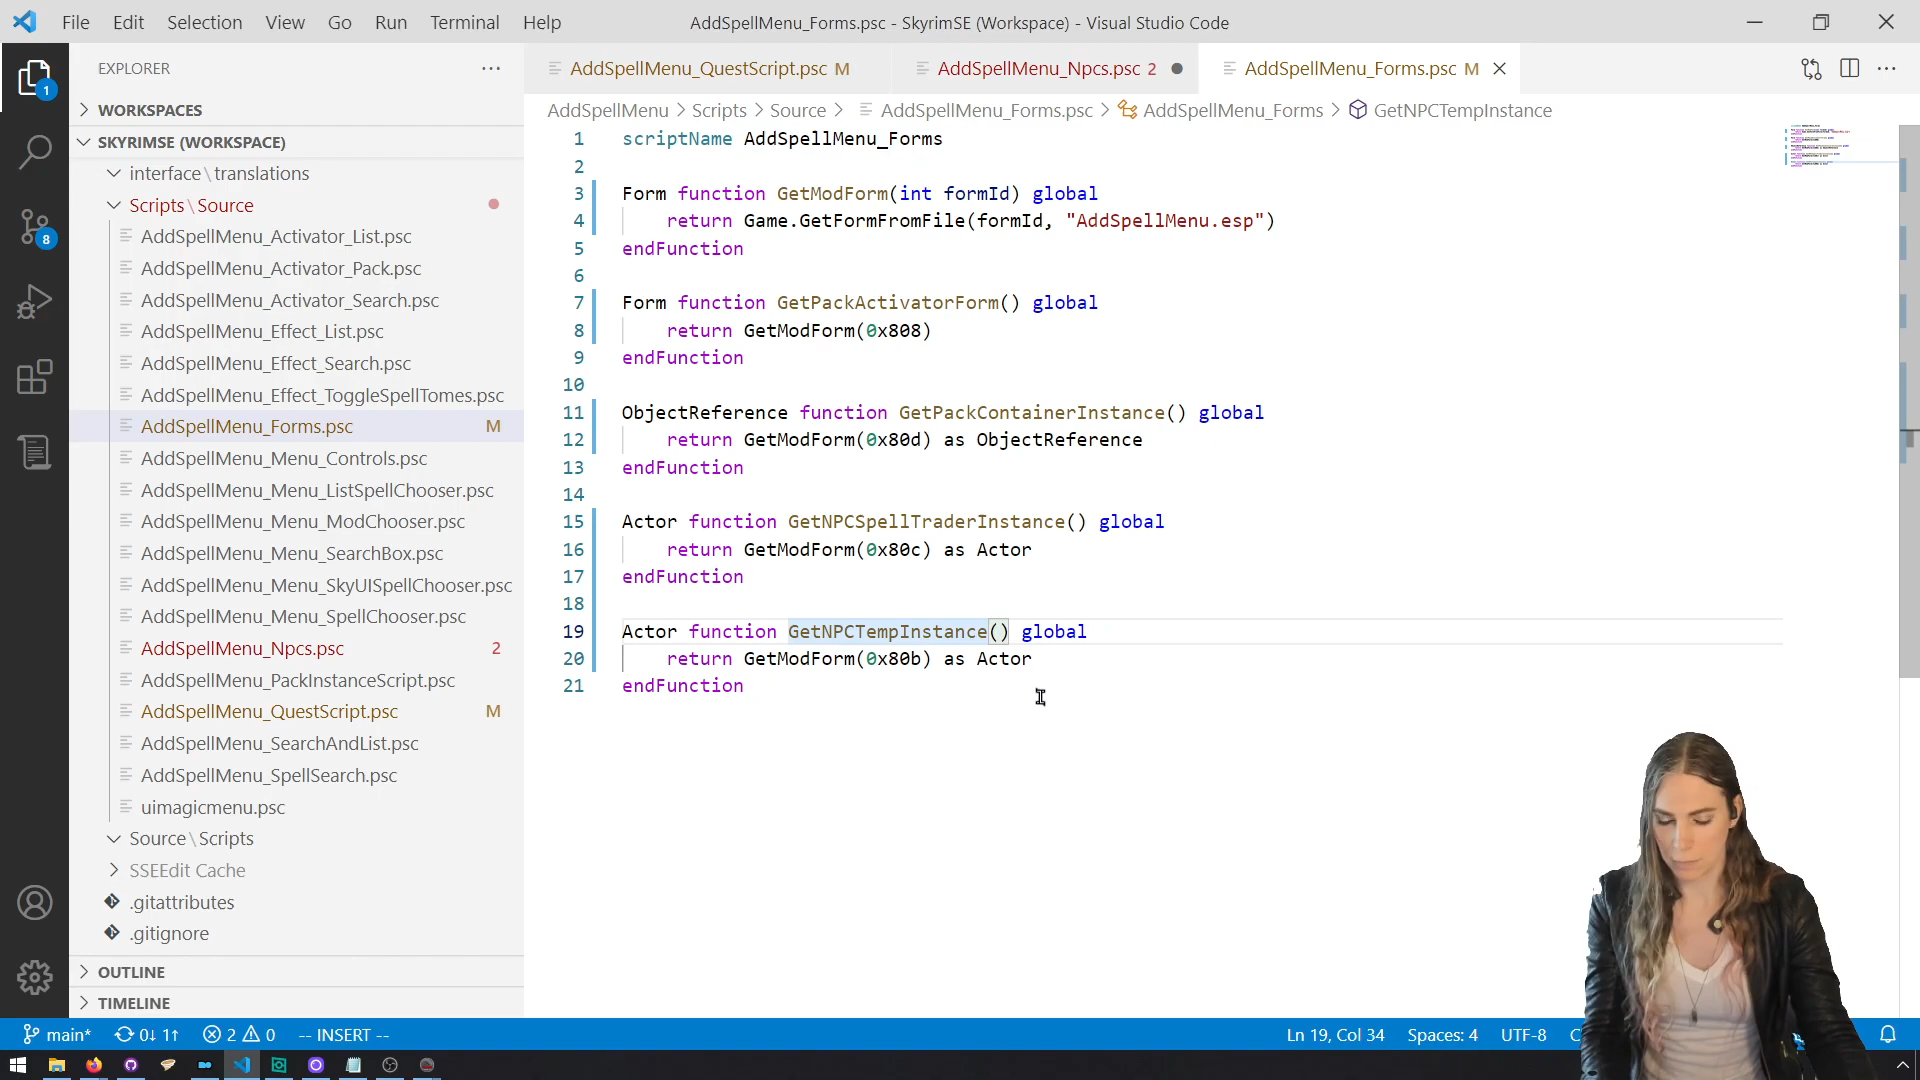 File Edit Selection View Go Run Terminal Help
AddSpellMenu_Forms.psc - SkyrimSE (Workspace) - Visual Studio Code
EXPLORER
AddSpellMenu_QuestScript.psc M
AddSpellMenu_Npcs.psc 2
AddSpellMenu_Forms.psc M
AddSpellMenu > Scripts > Source > AddSpellMenu_Forms.psc > AddSpellMenu_Forms > GetNPCTempInstance
1
WORKSPACES
SKYRIMSE (WORKSPACE)
interface\translations
Scripts\Source
AddSpellMenu_Activator_List.psc
AddSpellMenu_Activator_Pack.psc
AddSpellMenu_Activator_Search.psc
AddSpellMenu_Effect_List.psc
AddSpellMenu_Effect_Search.psc
AddSpellMenu_Effect_ToggleSpellTomes.psc
AddSpellMenu_Forms.psc M
AddSpellMenu_Menu_Controls.psc
AddSpellMenu_Menu_ListSpellChooser.psc
AddSpellMenu_Menu_ModChooser.psc
AddSpellMenu_Menu_SearchBox.psc
AddSpellMenu_Menu_SkyUISpellChooser.psc
AddSpellMenu_Menu_SpellChooser.psc
AddSpellMenu_Npcs.psc 2
AddSpellMenu_PackInstanceScript.psc
AddSpellMenu_QuestScript.psc M
AddSpellMenu_SearchAndList.psc
AddSpellMenu_SpellSearch.psc
uimagicmenu.psc
Source\Scripts
SSEEdit Cache
.gitattributes
.gitignore
OUTLINE
TIMELINE
8
1 scriptName AddSpellMenu_Forms
2
3 Form function GetModForm(int formId) global
4 return Game.GetFormFromFile(formId, "AddSpellMenu.esp")
5 endFunction
6
7 Form function GetPackActivatorForm() global
8 return GetModForm(0x808)
9 endFunction
10
11 ObjectReference function GetPackContainerInstance() global
12 return GetModForm(0x80d) as ObjectReference
13 endFunction
14
15 Actor function GetNPCSpellTraderInstance() global
16 return GetModForm(0x80c) as Actor
17 endFunction
18
19 Actor function GetNPCTempInstance() global
20 return GetModForm(0x80b) as Actor
21 endFunction
main* 0↓ 1↑ 2 0 -- INSERT --
Ln 19, Col 34 Spaces: 4 UTF-8